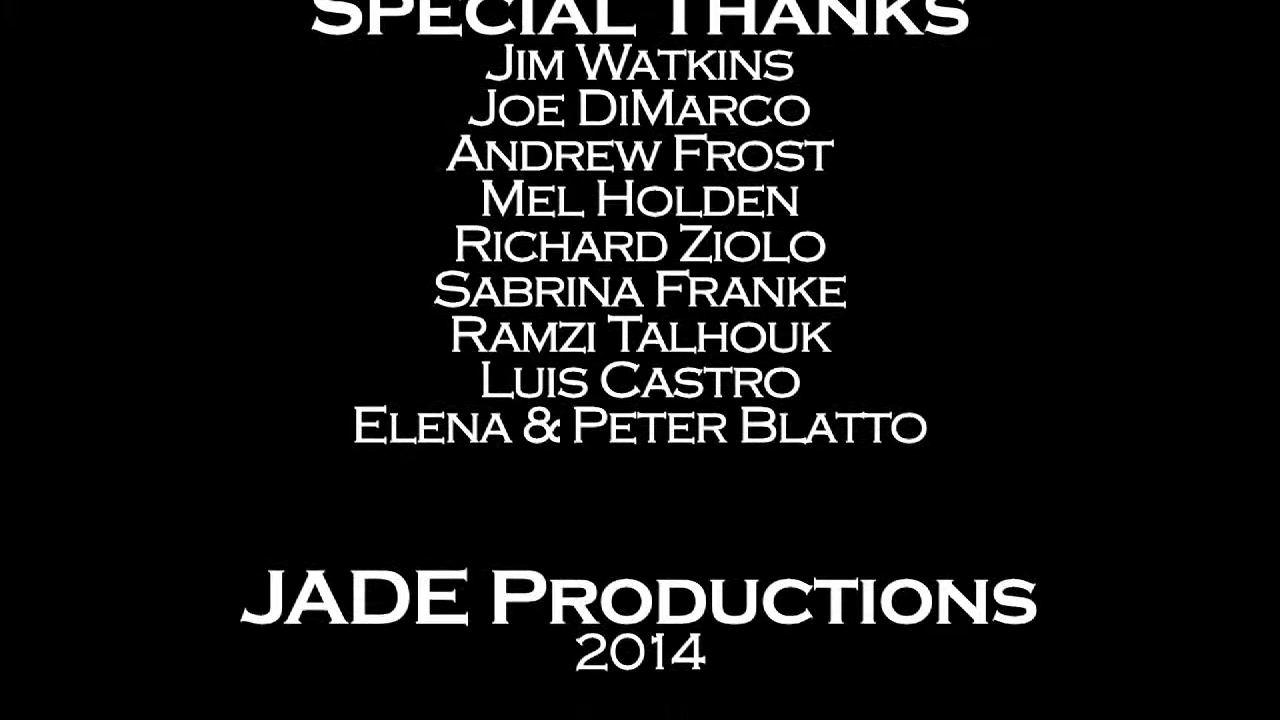 Special Thanks
Jim Watkins
Joe DiMarco
Andrew Frost
Mel Holden
Richard Ziolo
Sabrina Franke
Ramzi Talhouk
Luis Castro
Elena & Peter Blatto
JADE Productions
2014